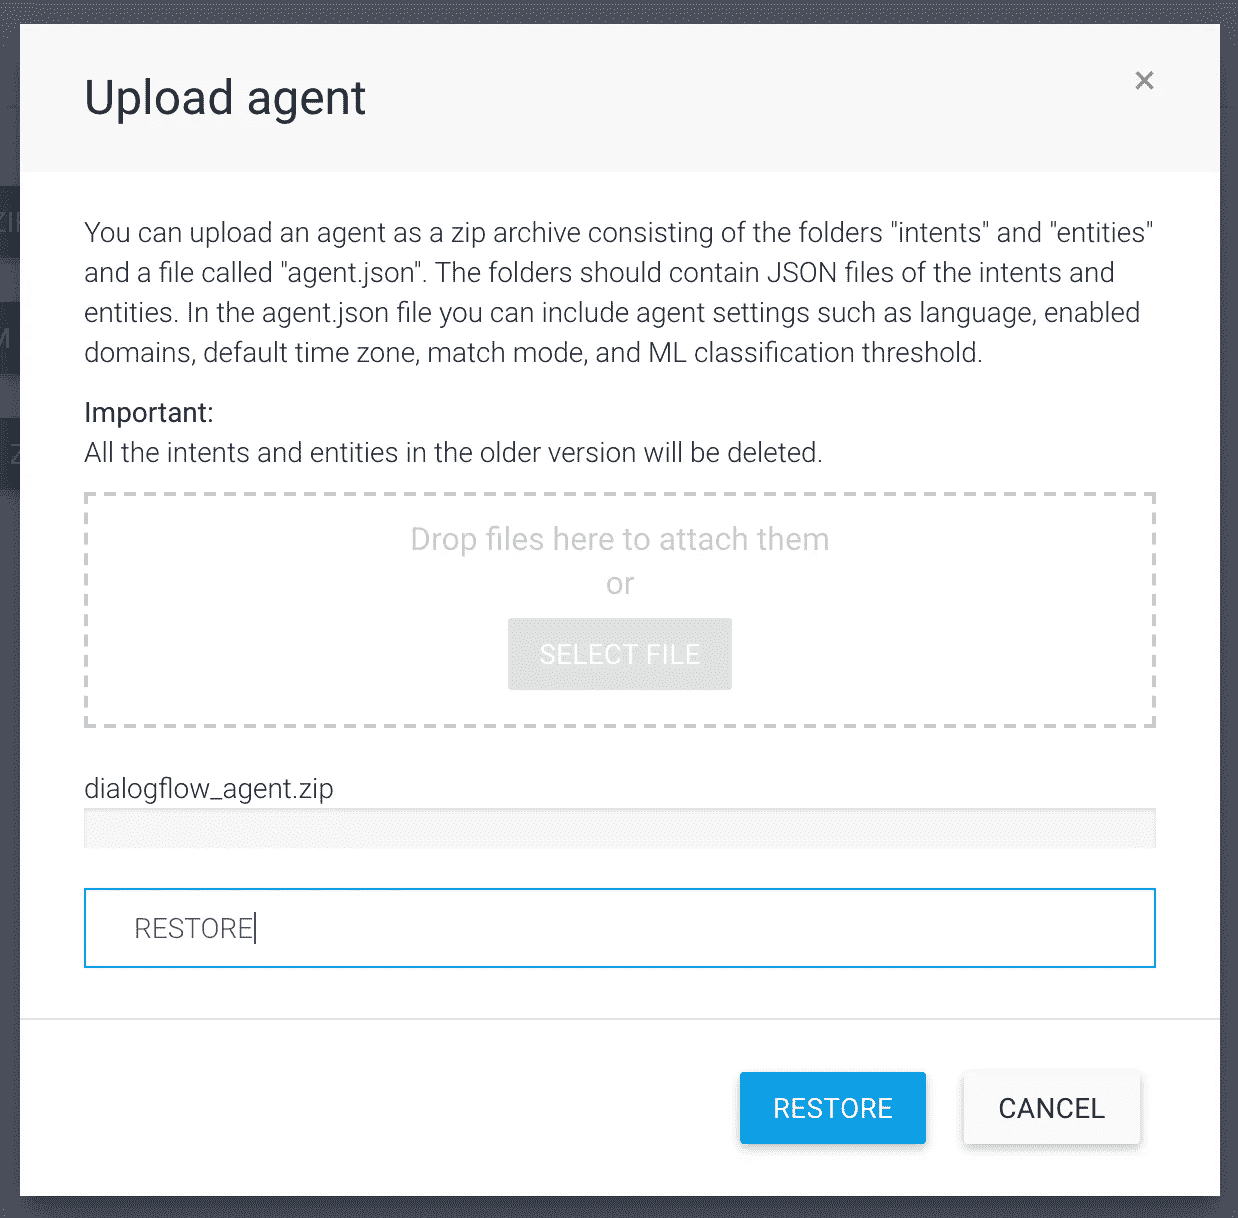 Upload agent
×
You can upload an agent as a zip archive consisting of the folders "intents" and "entities"
and a file called "agent.json". The folders should contain JSON files of the intents and
entities. In the agent.json file you can include agent settings such as language, enabled
domains, default time zone, match mode, and ML classification threshold.
Important:
All the intents and entities in the older version will be deleted.
Drop files here to attach them
or
SELECT FILE
dialogflow_agent.zip
RESTORE
RESTORE
CANCEL